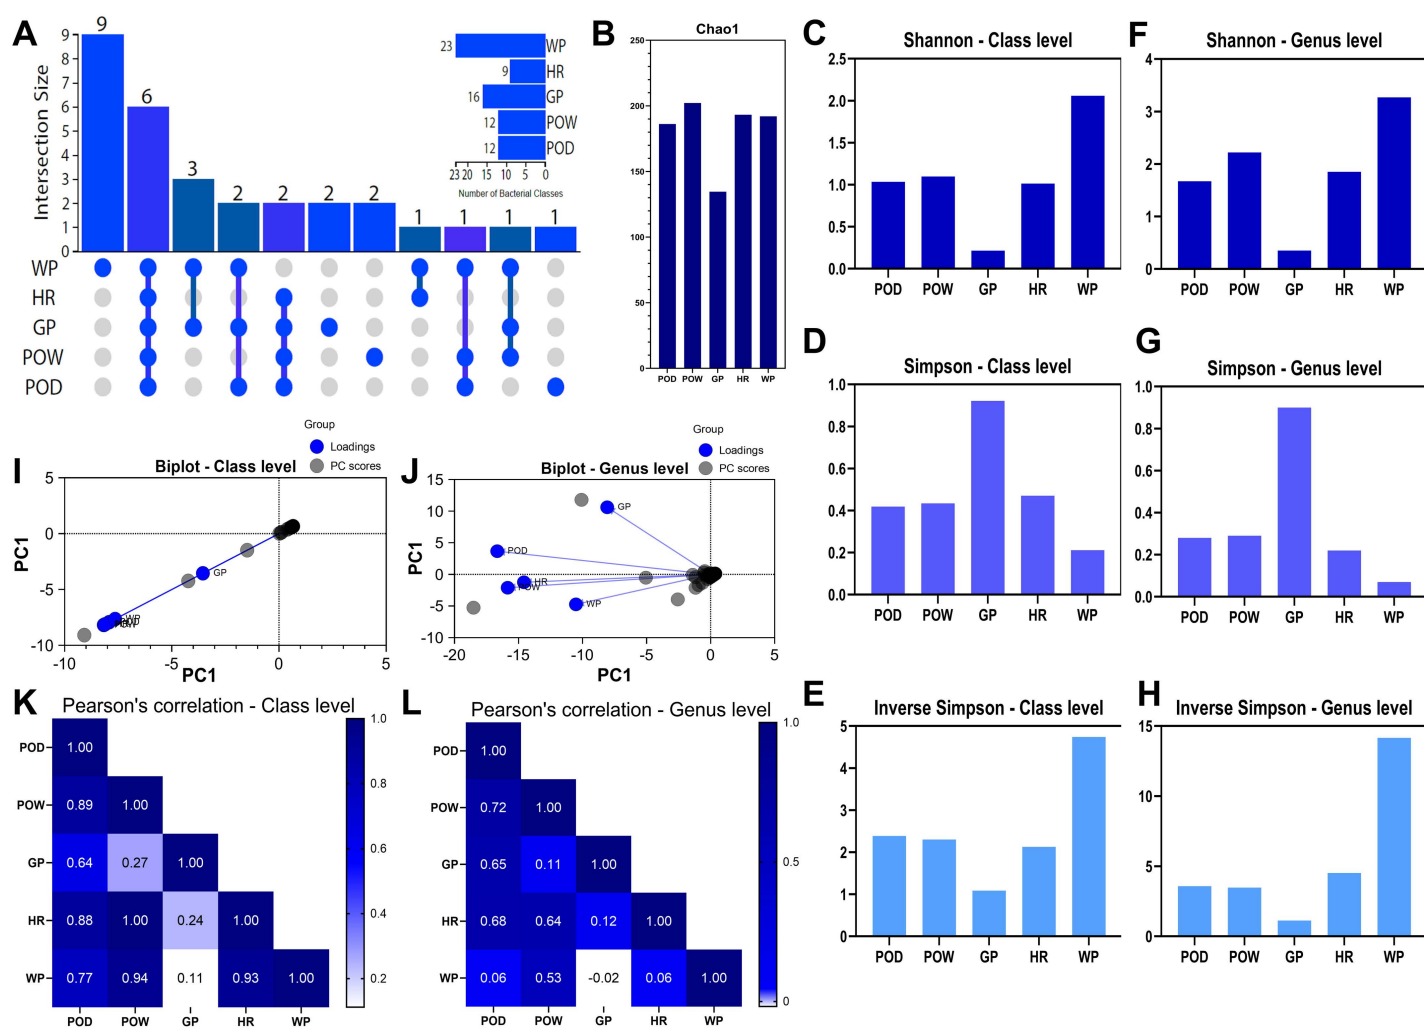 A
Intersection Size
9
8
7
6
5
4
3
2
1
0
9
6
3
2
2
2
2
1
1
1
1
WP
HR
GP
POW
POD
23
9
16
12
12
WP
HR
GP
POW
POD
23 20 15 10 5 0
Number of Bacterial Classes
B
Chao1
250
200
150
100
50
0
POD POW GP HR WP
C
Shannon - Class level
2.5
2.0
1.5
1.0
0.5
0.0
POD POW GP HR WP
F
Shannon - Genus level
4
3
2
1
0
POD POW GP HR WP
D
Simpson - Class level
1.0
0.8
0.6
0.4
0.2
0.0
POD POW GP HR WP
G
Simpson - Genus level
1.0
0.8
0.6
0.4
0.2
0.0
POD POW GP HR WP
E
Inverse Simpson - Class level
5
4
3
2
1
0
POD POW GP HR WP
H
Inverse Simpson - Genus level
15
10
5
0
POD POW GP HR WP
I
Group
Loadings
PC scores
Biplot - Class level
PC1
5
0
-5
-10
GP
WP
-10 -5 0 5
PC1
J
Group
Loadings
PC scores
Biplot - Genus level
PC1
15
10
5
0
-5
-10
GP
POD
HR
POW
WP
-20 -15 -10 -5 0 5
PC1
K
Pearson's correlation - Class level
POD 1.00
POW 0.89 1.00
GP 0.64 0.27 1.00
HR 0.88 1.00 0.24 1.00
WP 0.77 0.94 0.11 0.93 1.00
POD POW GP HR WP
1.0
0.8
0.6
0.4
0.2
L
Pearson's correlation - Genus level
POD 1.00
POW 0.72 1.00
GP 0.65 0.11 1.00
HR 0.68 0.64 0.12 1.00
WP 0.06 0.53 -0.02 0.06 1.00
POD POW GP HR WP
1.0
0.5
0